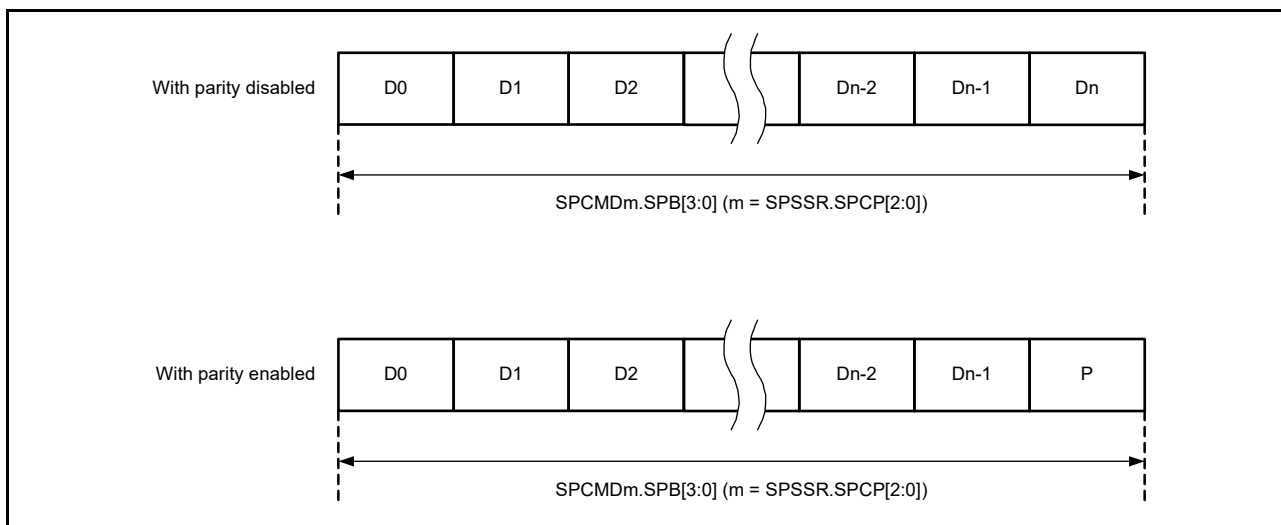 With parity disabled D0 D1 D2 Dn-2 Dn-1 Dn
SPCMDm.SPB[3:0] (m = SPSSR.SPCP[2:0])
With parity enabled D0 D1 D2 Dn-2 Dn-1 P
SPCMDm.SPB[3:0] (m = SPSSR.SPCP[2:0])